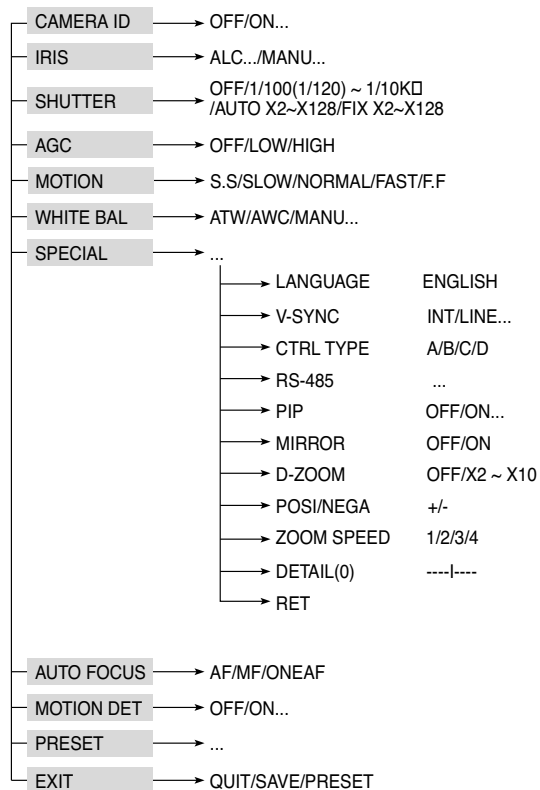 CAMERA ID OFF/ON...
IRIS ALC.../MANU...
SHUTTER OFF/1/100(1/120) ~ 1/10K□
/AUTO X2~X128/FIX X2~X128
AGC OFF/LOW/HIGH
MOTION S.S/SLOW/NORMAL/FAST/F.F
WHITE BAL ATW/AWC/MANU...
SPECIAL ...
LANGUAGE ENGLISH
V-SYNC INT/LINE...
CTRL TYPE A/B/C/D
RS-485 ...
PIP OFF/ON...
MIRROR OFF/ON
D-ZOOM OFF/X2 ~ X10
POSI/NEGA +/-
ZOOM SPEED 1/2/3/4
DETAIL(0) ----I----
RET
AUTO FOCUS AF/MF/ONEAF
MOTION DET OFF/ON...
PRESET ...
EXIT QUIT/SAVE/PRESET